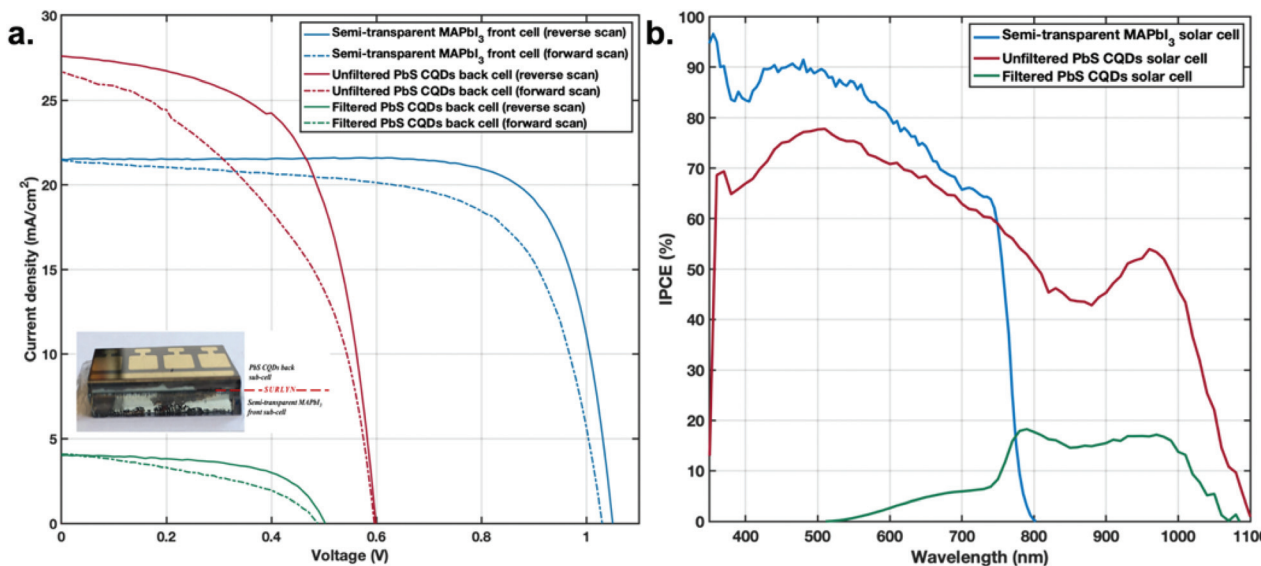 a.
Semi-transparent MAPbI3 front cell (reverse scan)
Semi-transparent MAPbI3 front cell (forward scan)
Unfiltered PbS CQDs back cell (reverse scan)
Unfiltered PbS CQDs back cell (forward scan)
Filtered PbS CQDs back cell (reverse scan)
Filtered PbS CQDs back cell (forward scan)
30
25
20
15
10
5
0
Current density (mA/cm2)
PbS CQDs back
sub-cell
SURLYN
Semi-transparent MAPbI3
front sub-cell
0
0.2
0.4
0.6
0.8
1
Voltage (V)
b.
Semi-transparent MAPbI3 solar cell
Unfiltered PbS CQDs solar cell
Filtered PbS CQDs solar cell
100
90
80
70
60
50
40
30
20
10
0
IPCE (%)
400
500
600
700
800
900
1000
1100
Wavelength (nm)